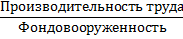 Производительность труда
Фондовооруженность